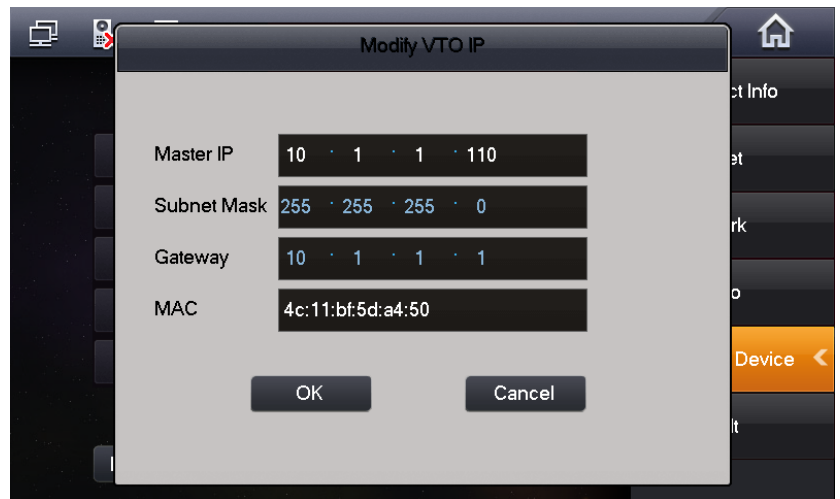 Modify VTO IP
Master IP 10 . 1 . 1 . 110
Subnet Mask 255 . 255 . 255 . 0
Gateway 10 . 1 . 1 . 1
MAC 4c:11:bf:5d:a4:50
OK Cancel
ct Info
et
rk
o
Device
lt